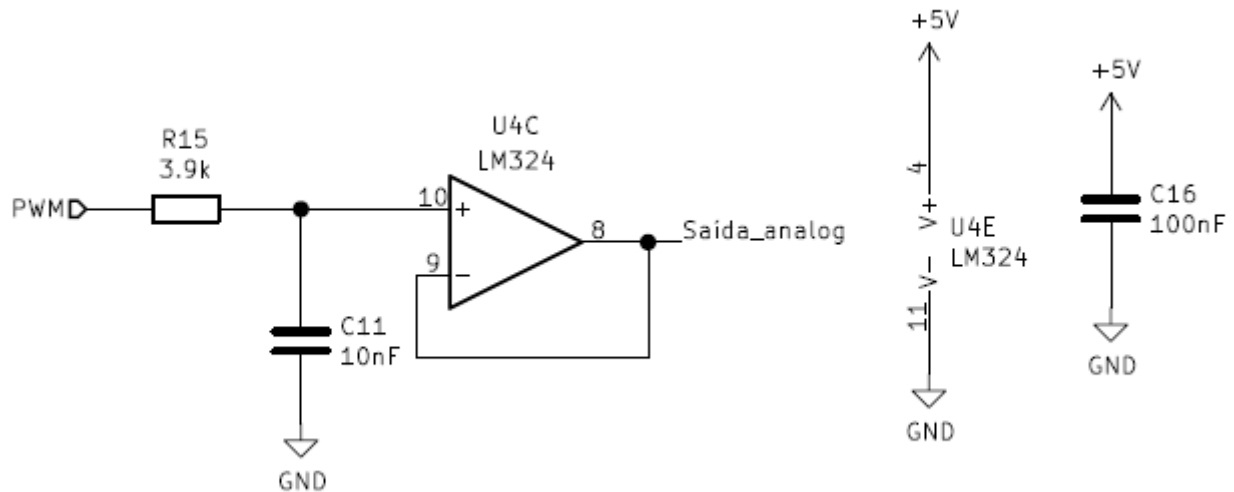 PWM
R15
3.9k
C11
10nF
GND
U4C
LM324
10
+
9
−
8
Saída_analog
+5V
4
V+
U4E
LM324
V-
11
GND
+5V
C16
100nF
GND